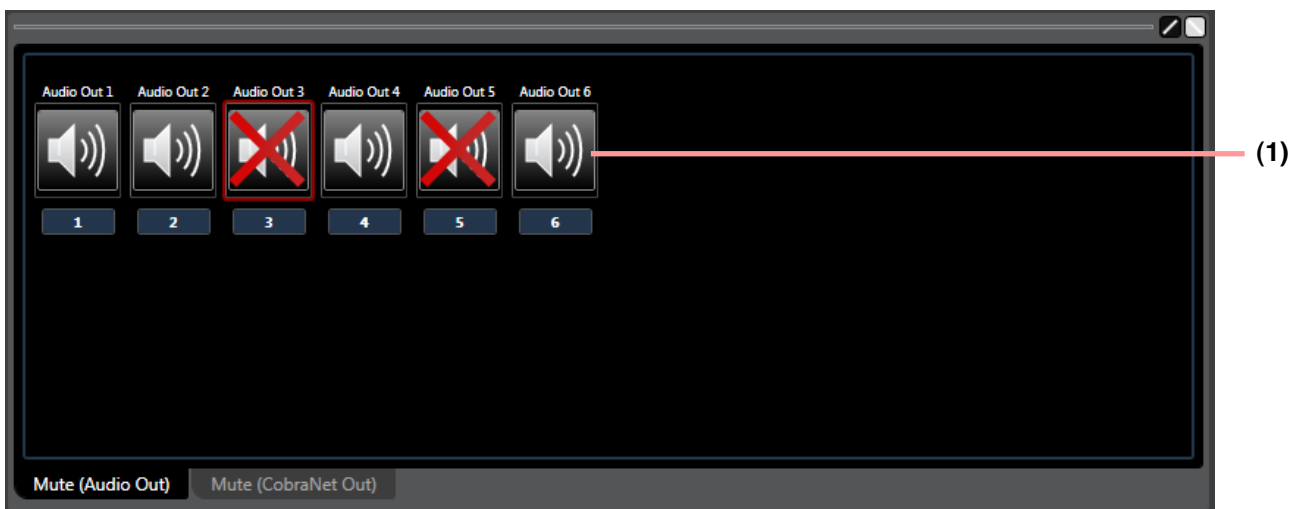 Audio Out 1 Audio Out 2 Audio Out 3 Audio Out 4 Audio Out 5 Audio Out 6
(1)
1 2 3 4 5 6
Mute (Audio Out) Mute (CobraNet Out)